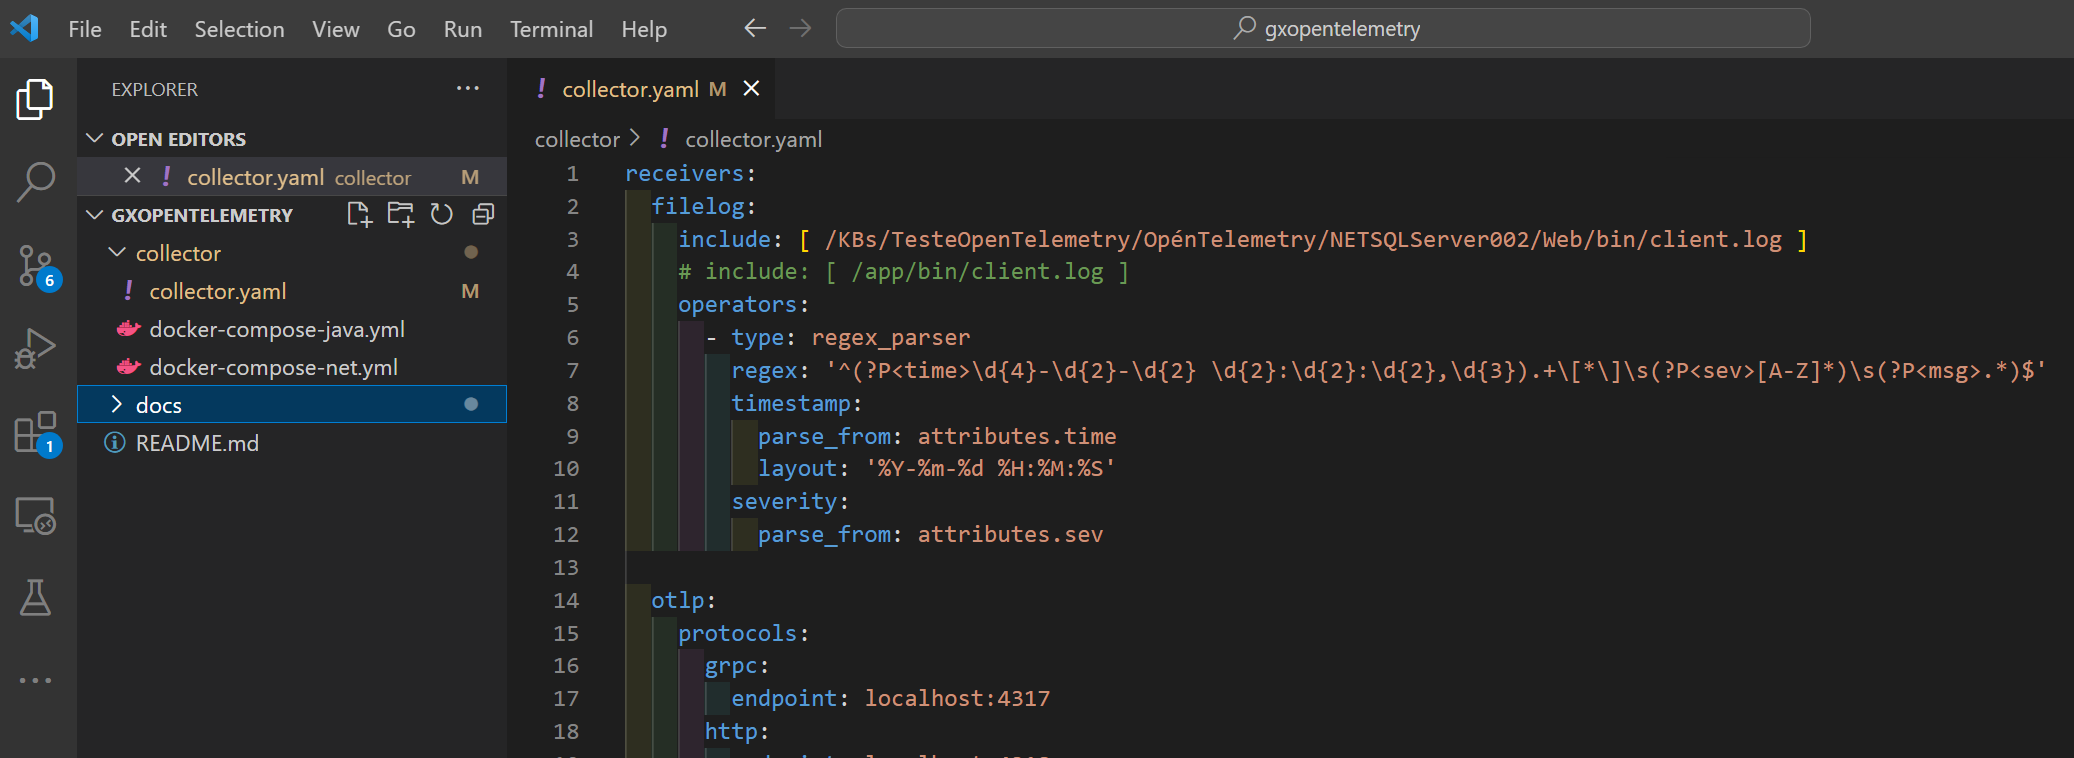 File Edit Selection View Go Run Terminal Help gxopentelemetry
EXPLORER
OPEN EDITORS
collector.yaml collector M
GXOPENTELEMETRY
collector
collector.yaml M
docker-compose-java.yml
docker-compose-net.yml
docs
README.md
6
1
collector.yaml M
collector > ! collector.yaml
1 receivers:
2 filelog:
3 include: [ /KBs/TesteOpenTelemetry/OpénTelemetry/NETSQLServer002/Web/bin/client.log ]
4 # include: [ /app/bin/client.log ]
5 operators:
6 - type: regex_parser
7 regex: '^(?P<time>\d{4}-\d{2}-\d{2} \d{2}:\d{2}:\d{2},\d{3}).+\[*\]\s(?P<sev>[A-Z]*)\s(?P<msg>.*)$'
8 timestamp:
9 parse_from: attributes.time
10 layout: '%Y-%m-%d %H:%M:%S'
11 severity:
12 parse_from: attributes.sev
13
14 otlp:
15 protocols:
16 grpc:
17 endpoint: localhost:4317
18 http: